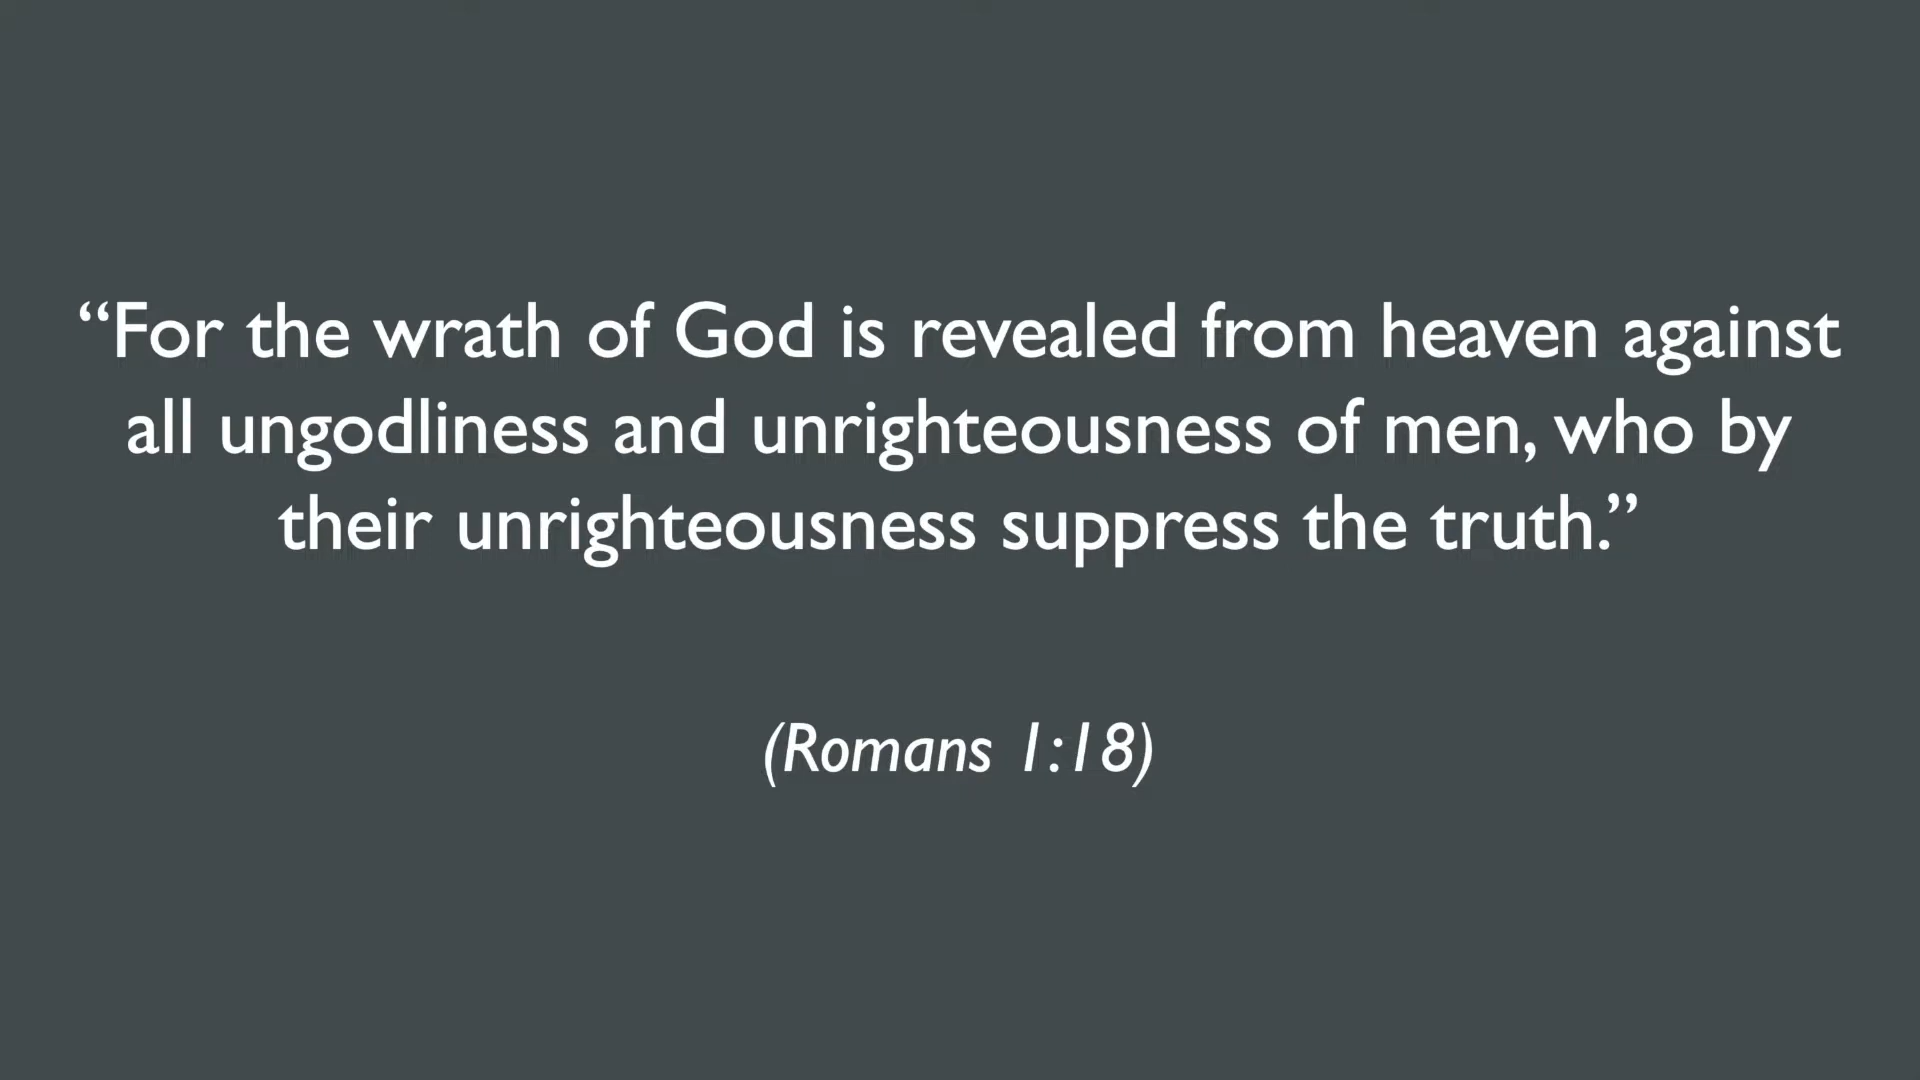 “For the wrath of God is revealed from heaven against
all ungodliness and unrighteousness of men, who by
their unrighteousness suppress the truth.”
(Romans 1:18)